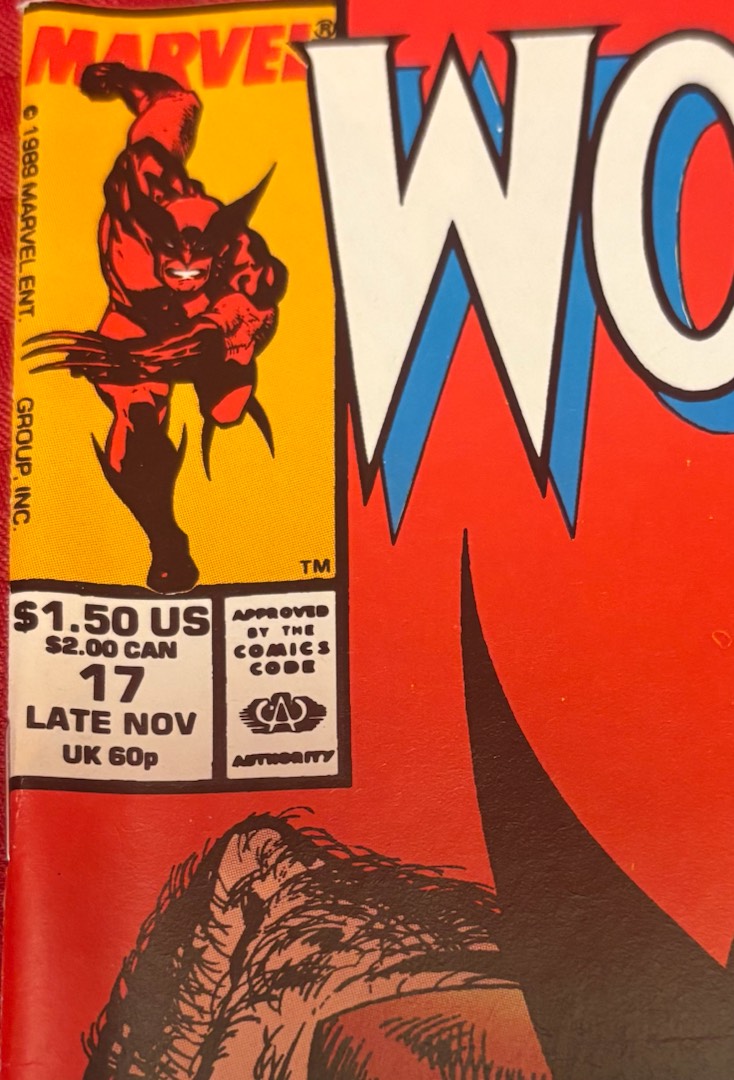 MARVEL®
© 1989 MARVEL ENT. GROUP, INC.
TM
WO
$1.50 US
$2.00 CAN
17
LATE NOV
UK 60p
APPROVED
BY THE
COMICS
CODE
CA
AUTHORITY